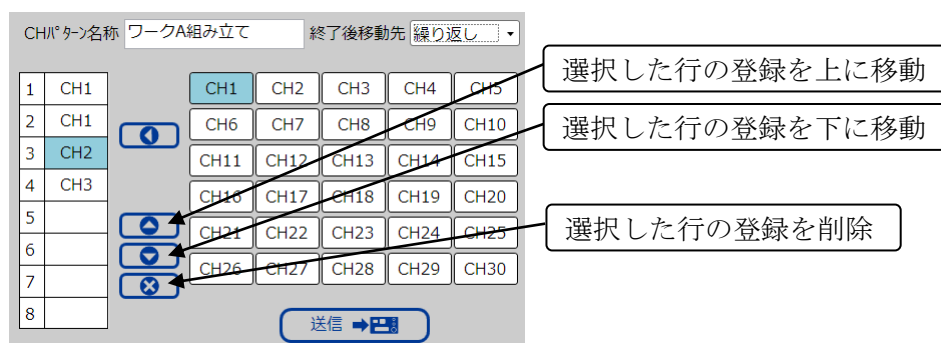 CHﾊﾟﾀｰﾝ名称 ワークA組み立て 終了後移動先 繰り返し
選択した行の登録を上に移動
1 CH1 CH1 CH2 CH3 CH4 CH5
2 CH1 CH6 CH7 CH8 CH9 CH10
選択した行の登録を下に移動
3 CH2 CH11 CH12 CH13 CH14 CH15
4 CH3 CH16 CH17 CH18 CH19 CH20
5 CH21 CH22 CH23 CH24 CH25
選択した行の登録を削除
6
7 CH26 CH27 CH28 CH29 CH30
8
送信